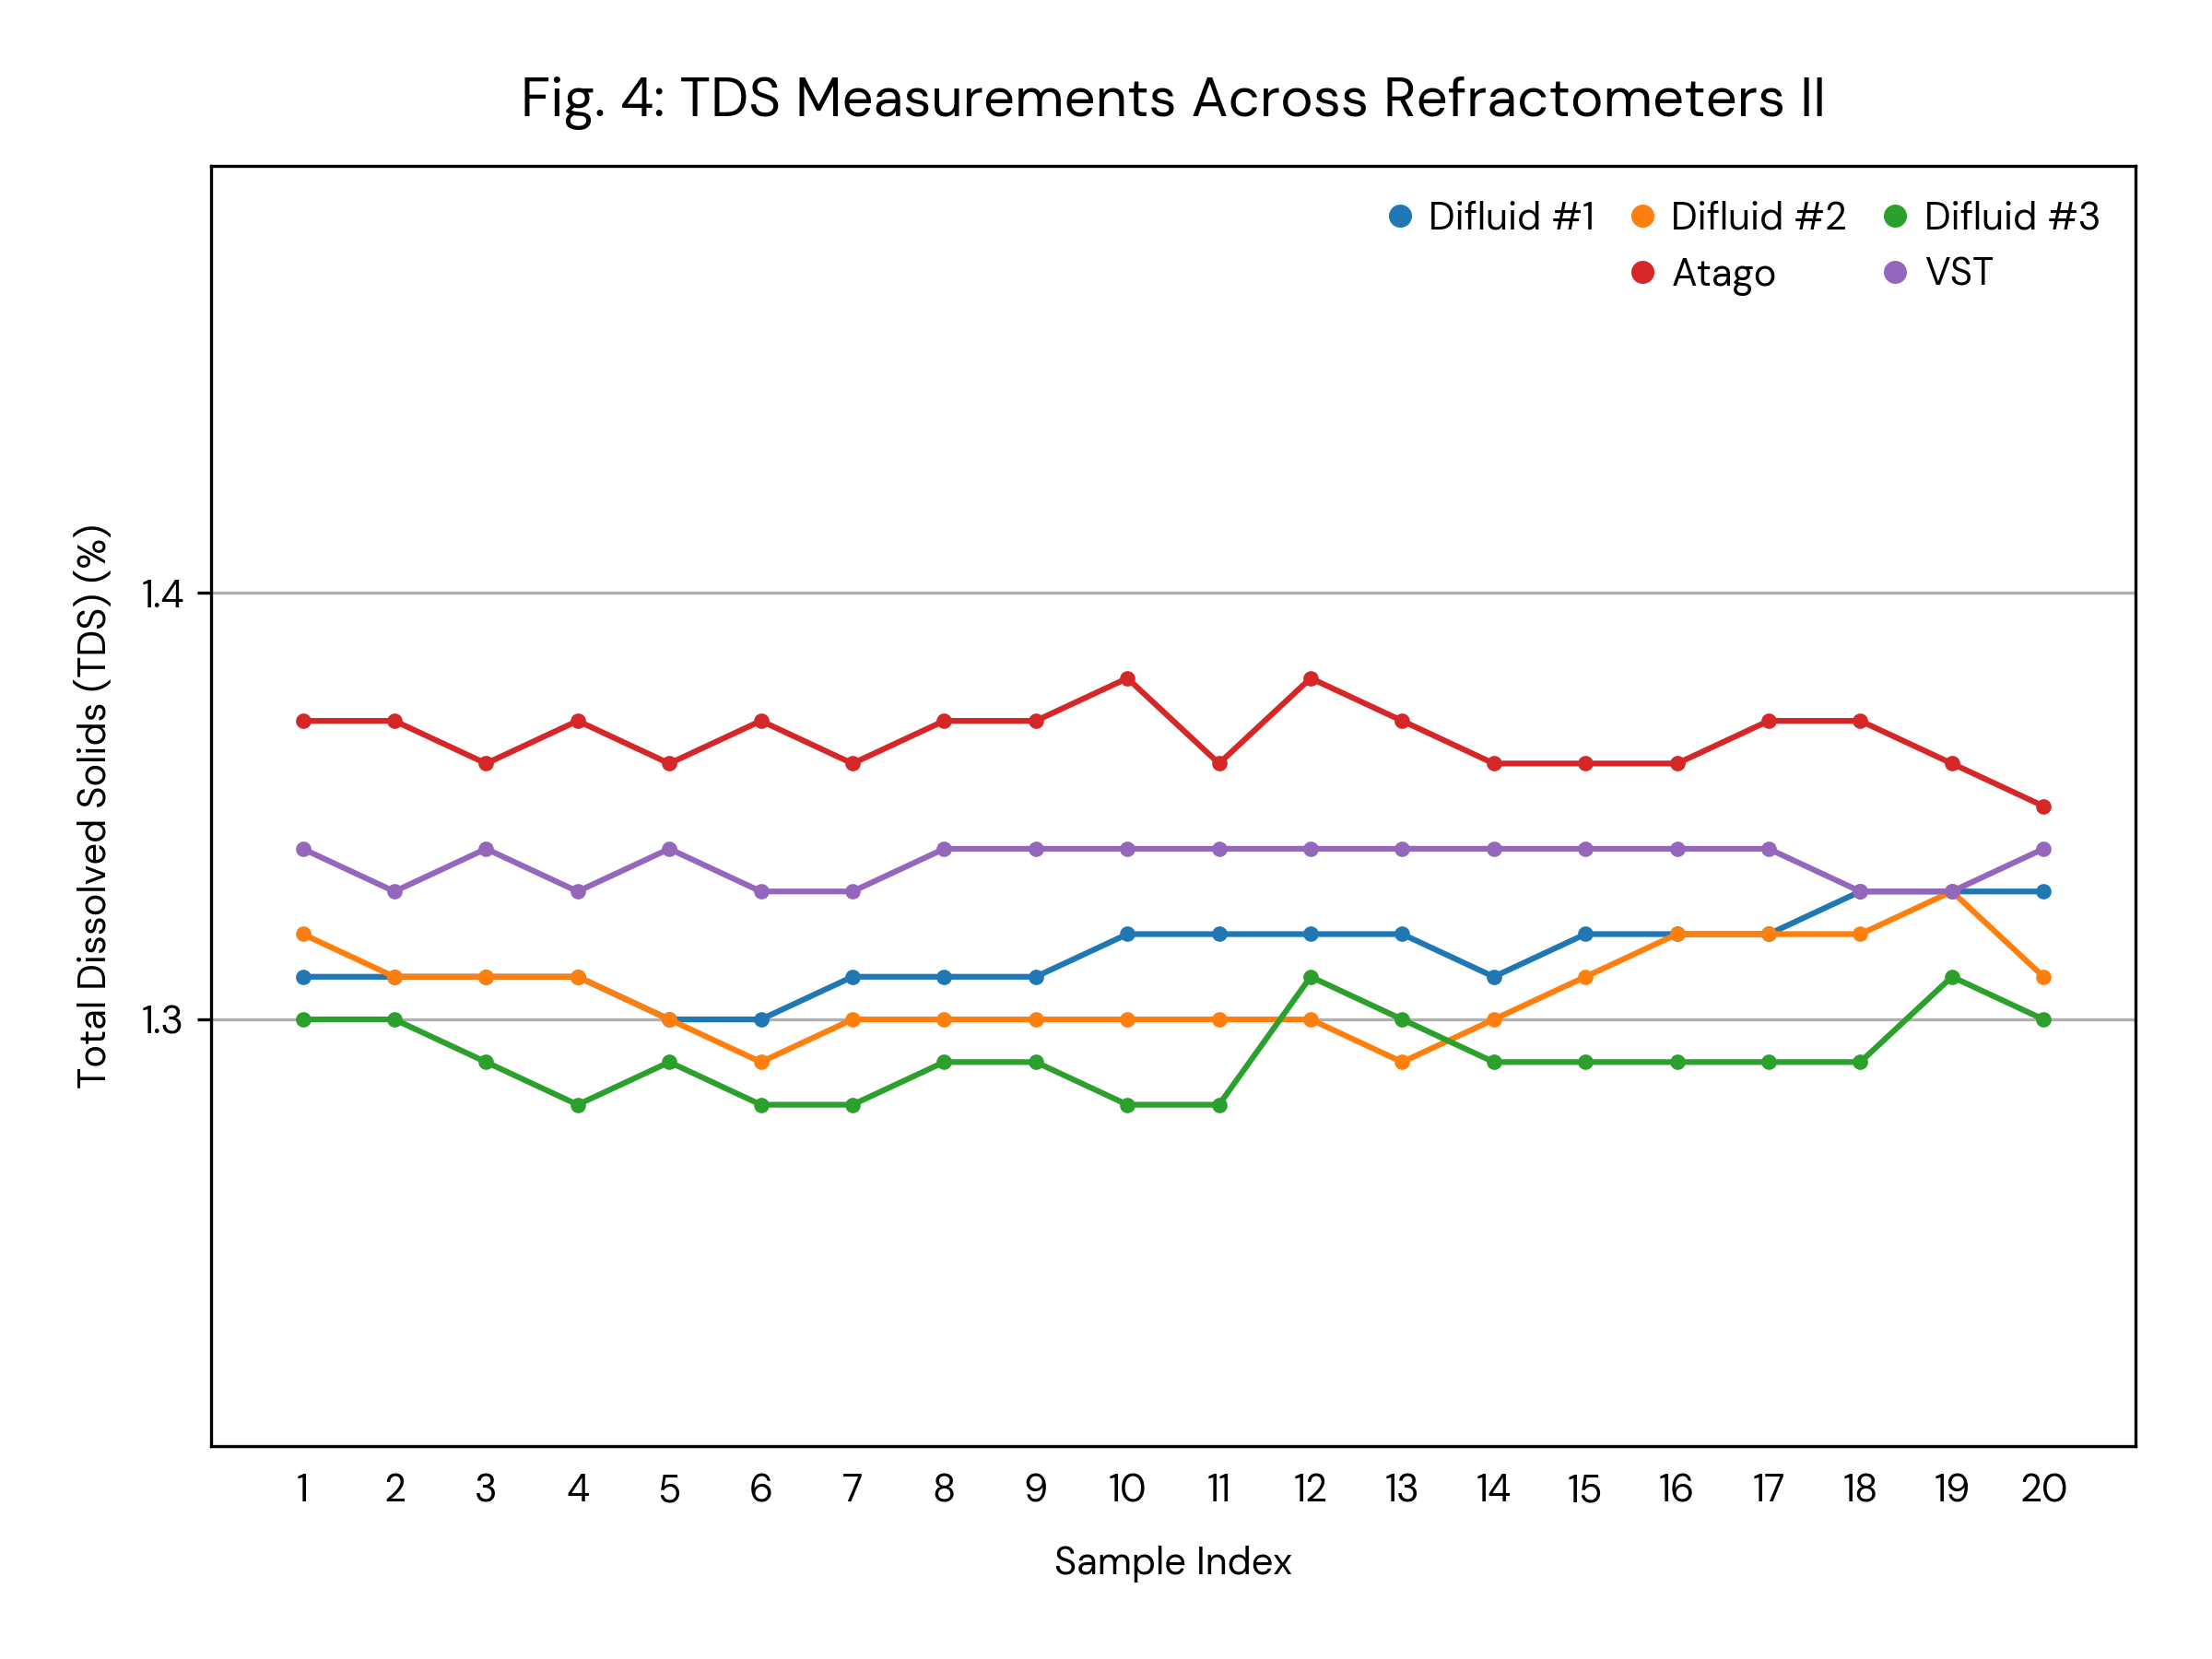 Fig. 4: TDS Measurements Across Refractometers II
Difluid #1 Difluid #2 Difluid #3
Atago VST
Total Dissolved Solids (TDS) (%)
1.4
1.3
1 2 3 4 5 6 7 8 9 10 11 12 13 14 15 16 17 18 19 20
Sample Index